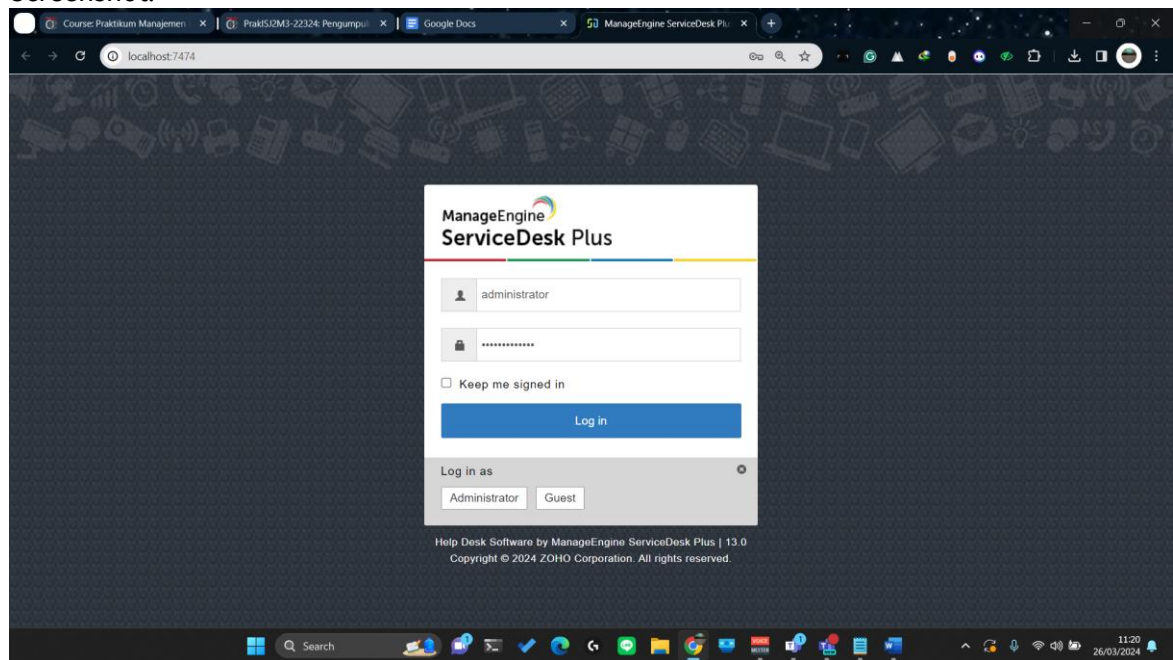 Course: Praktikum Manajemen
PrakISJ2M3-22324: Pengumpul
Google Docs
ManageEngine ServiceDesk Plu
localhost:7474
ManageEngine
ServiceDesk Plus
administrator
Keep me signed in
Log in
Log in as
Administrator
Guest
Help Desk Software by ManageEngine ServiceDesk Plus | 13.0
Copyright © 2024 ZOHO Corporation. All rights reserved.
Search
11:20
26/03/2024